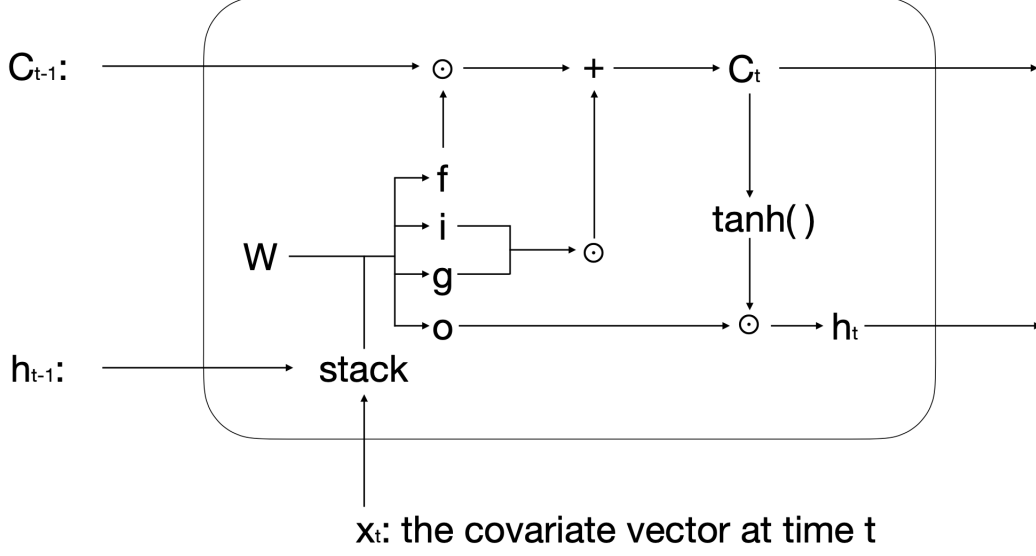 Ct-1:
⊙
+
Ct
f
i
g
o
W
⊙
tanh( )
⊙
ht
ht-1:
stack
xt: the covariate vector at time t